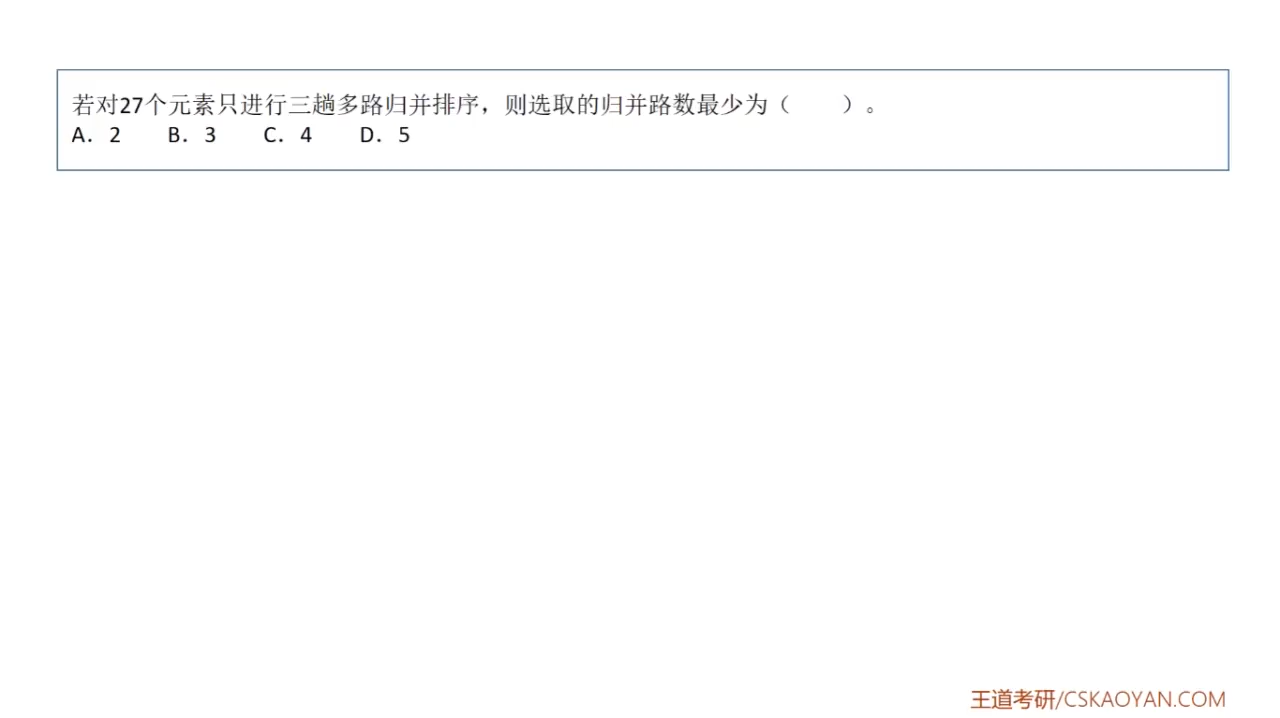 若对27个元素只进行三趟多路归并排序，则选取的归并路数最少为（　　）。
A．2　　B．3　　C．4　　D．5
王道考研/CSKAOYAN.COM